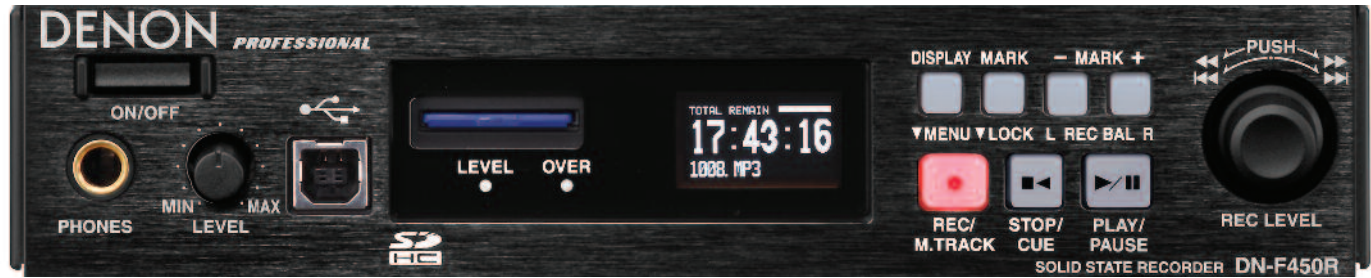 DENON PROFESSIONAL
ON/OFF
PHONES
MIN MAX
LEVEL
LEVEL OVER
SD
HC
TOTAL REMAIN
17:43:16
1008.MP3
DISPLAY MARK - MARK +
▼MENU ▼LOCK L REC BAL R
REC/
M.TRACK
STOP/
CUE
PLAY/
PAUSE
PUSH
REC LEVEL
SOLID STATE RECORDER DN-F450R